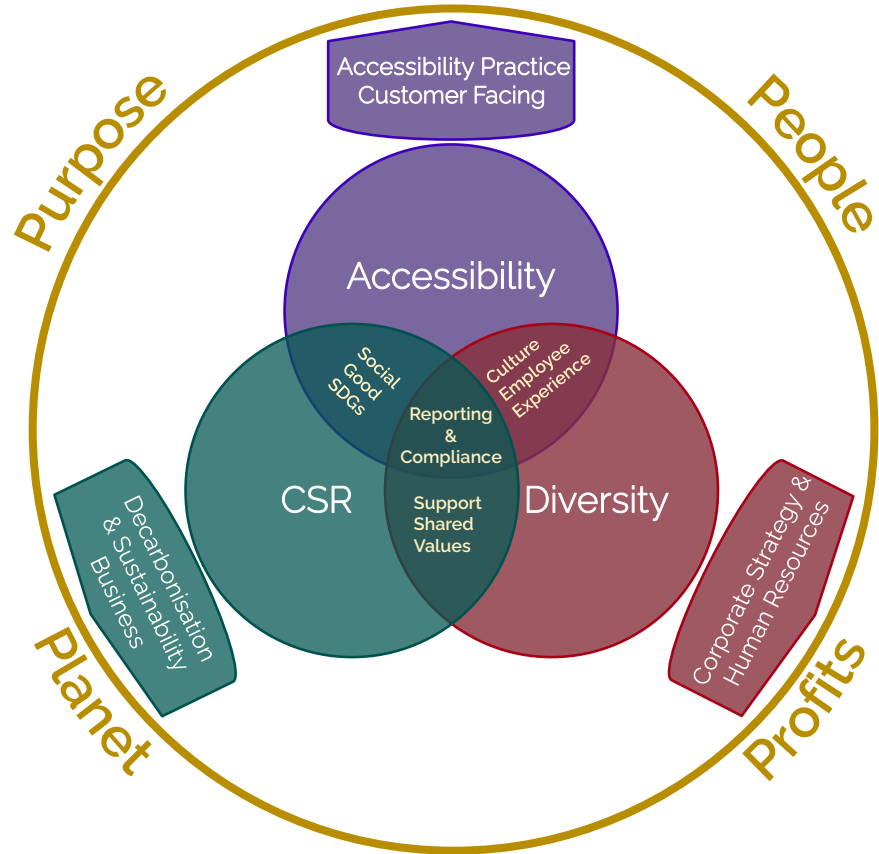 Purpose
People
Accessibility Practice
Customer Facing
Accessibility
Social
Good
SDGs
Culture
Employee
Experience
Reporting
&
Compliance
CSR
Support
Shared
Values
Diversity
Decarbonisation
& Sustainability
Business
Corporate Strategy &
Human Resources
Planet
Profits